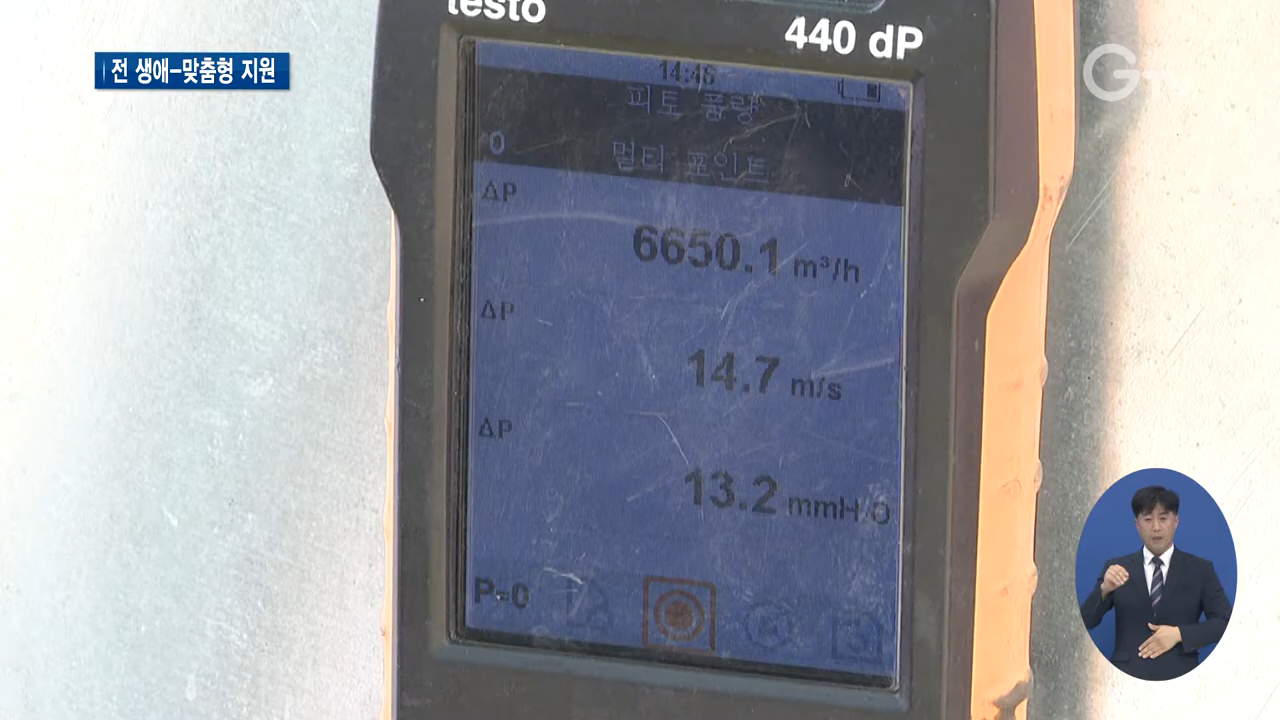 testo
440 dP
전 생애-맞춤형 지원
G TV
14:46
피토 풍량
0
멀티 포인트
ΔP
6650.1 m³/h
ΔP
14.7 m/s
ΔP
13.2 mmH₂O
P=0